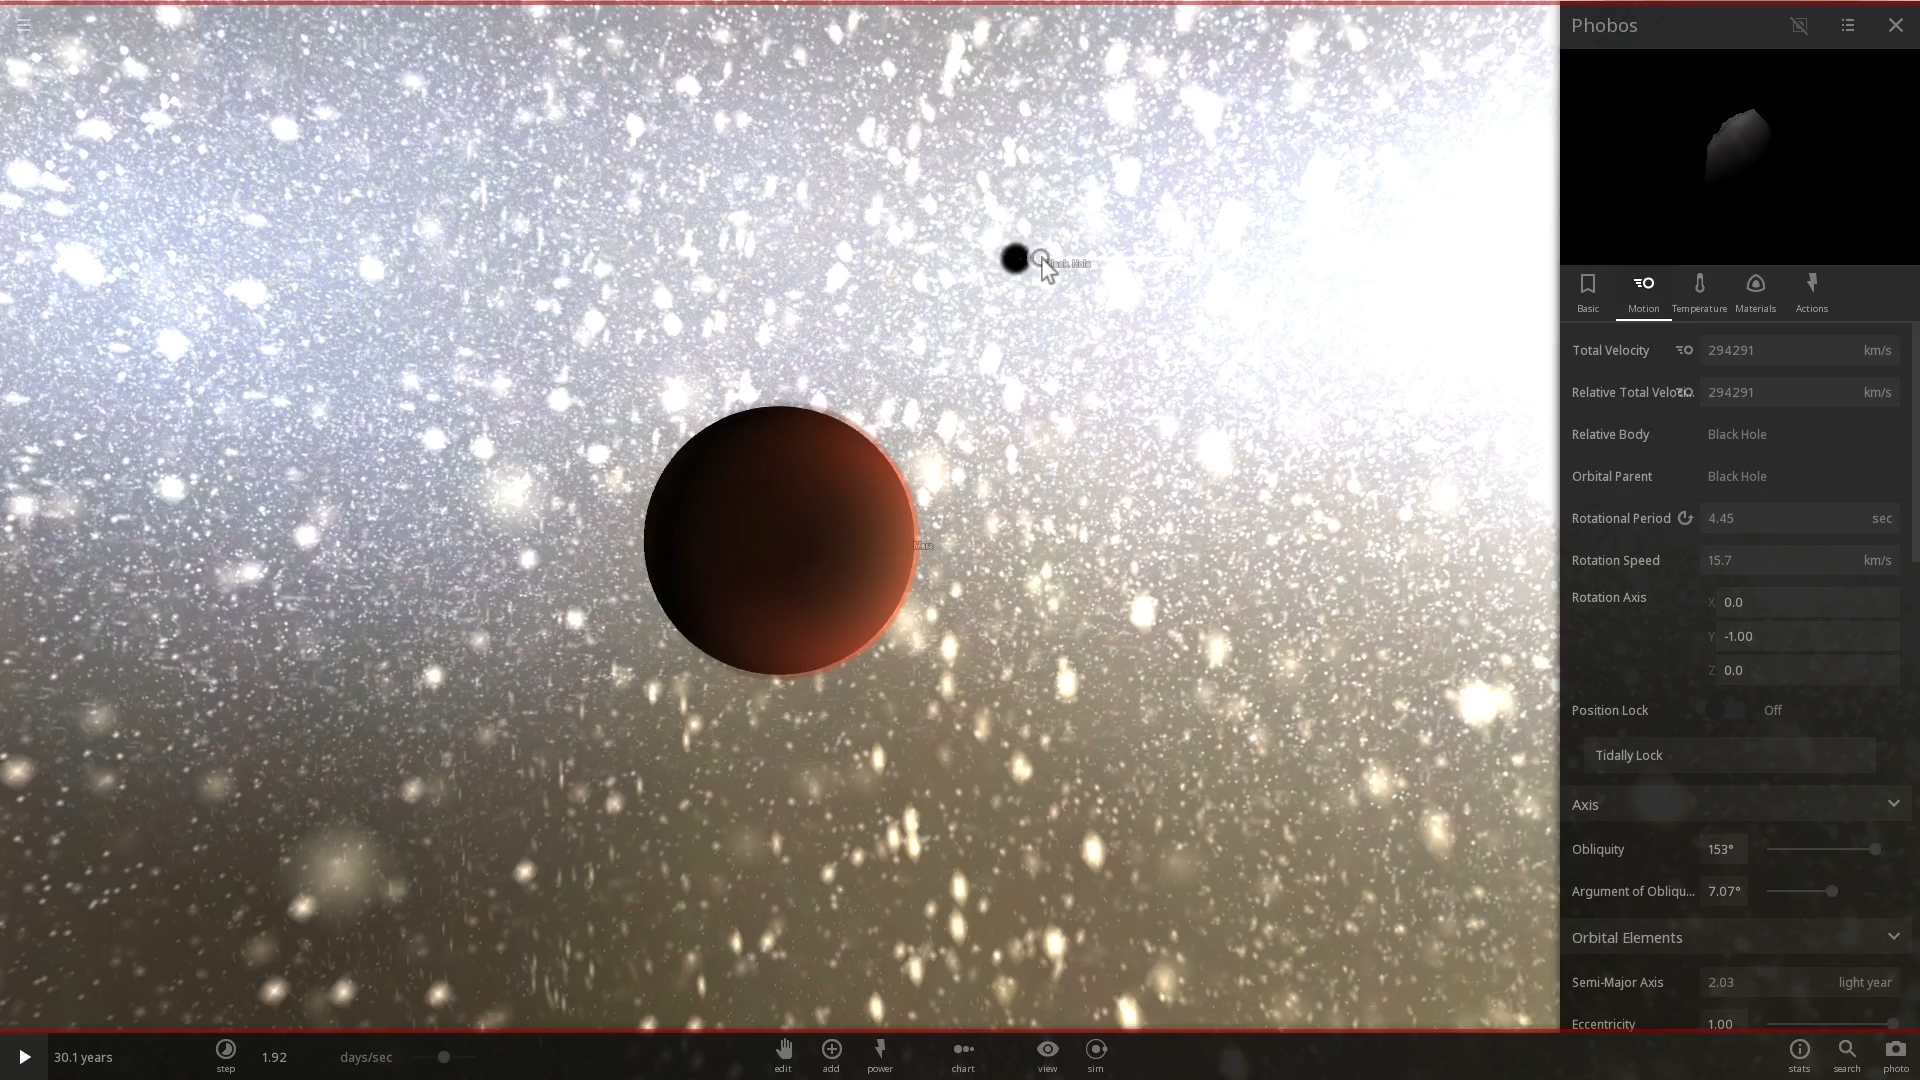 Phobos
Black Hole
Mars
Basic
Motion
Temperature
Materials
Actions
Total Velocity 294291 km/s
Relative Total Veloci... 294291 km/s
Relative Body Black Hole
Orbital Parent Black Hole
Rotational Period 4.45 sec
Rotation Speed 15.7 km/s
Rotation Axis
X 0.0
Y -1.00
Z 0.0
Position Lock Off
Tidally Lock
Axis
Obliquity 153°
Argument of Obliqu... 7.07°
Orbital Elements
Semi-Major Axis 2.03 light year
Eccentricity 1.00
30.1 years
step
1.92 days/sec
edit
add
power
chart
view
sim
stats
search
photo